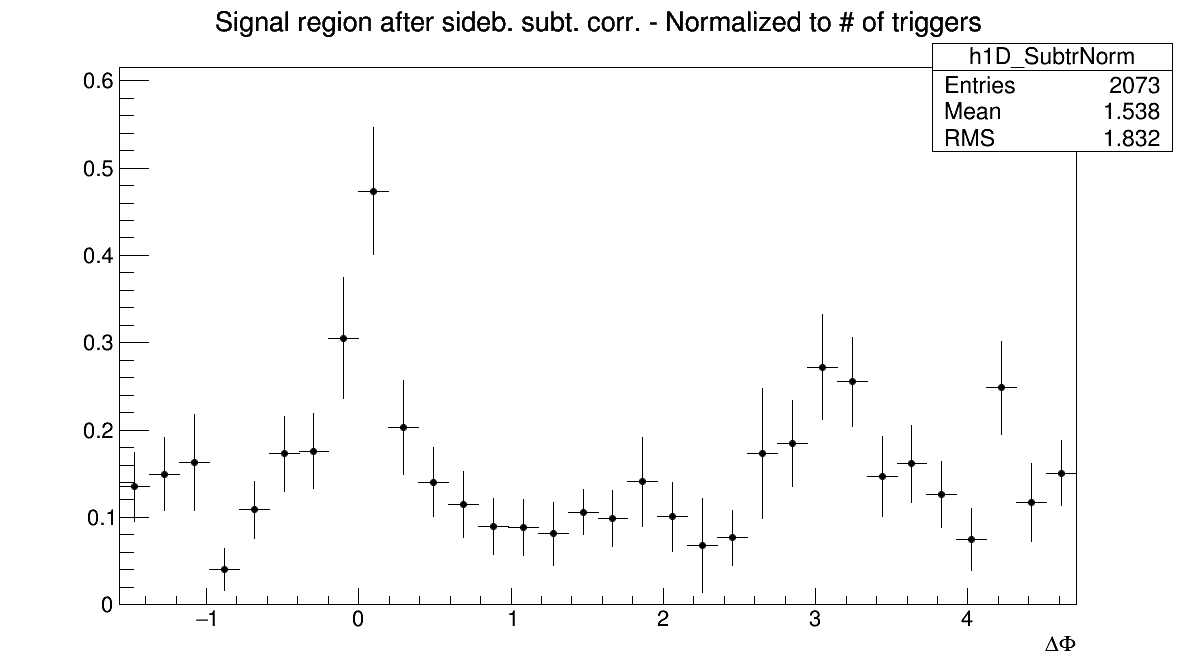 Signal region after sideb. subt. corr. - Normalized to # of triggers
h1D_SubtrNorm
Entries 2073
Mean 1.538
RMS 1.832
0.6
0.5
0.4
0.3
0.2
0.1
0
−1 0 1 2 3 4
ΔΦ